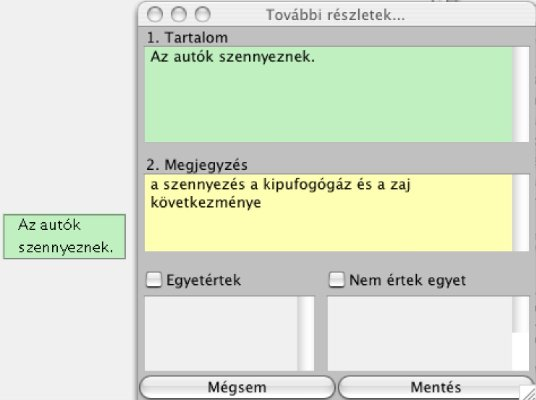 További részletek...
1. Tartalom
Az autók szennyeznek.
2. Megjegyzés
a szennyezés a kipufogógáz és a zaj
következménye
Az autók
szennyeznek.
Egyetértek
Nem értek egyet
Mégsem
Mentés